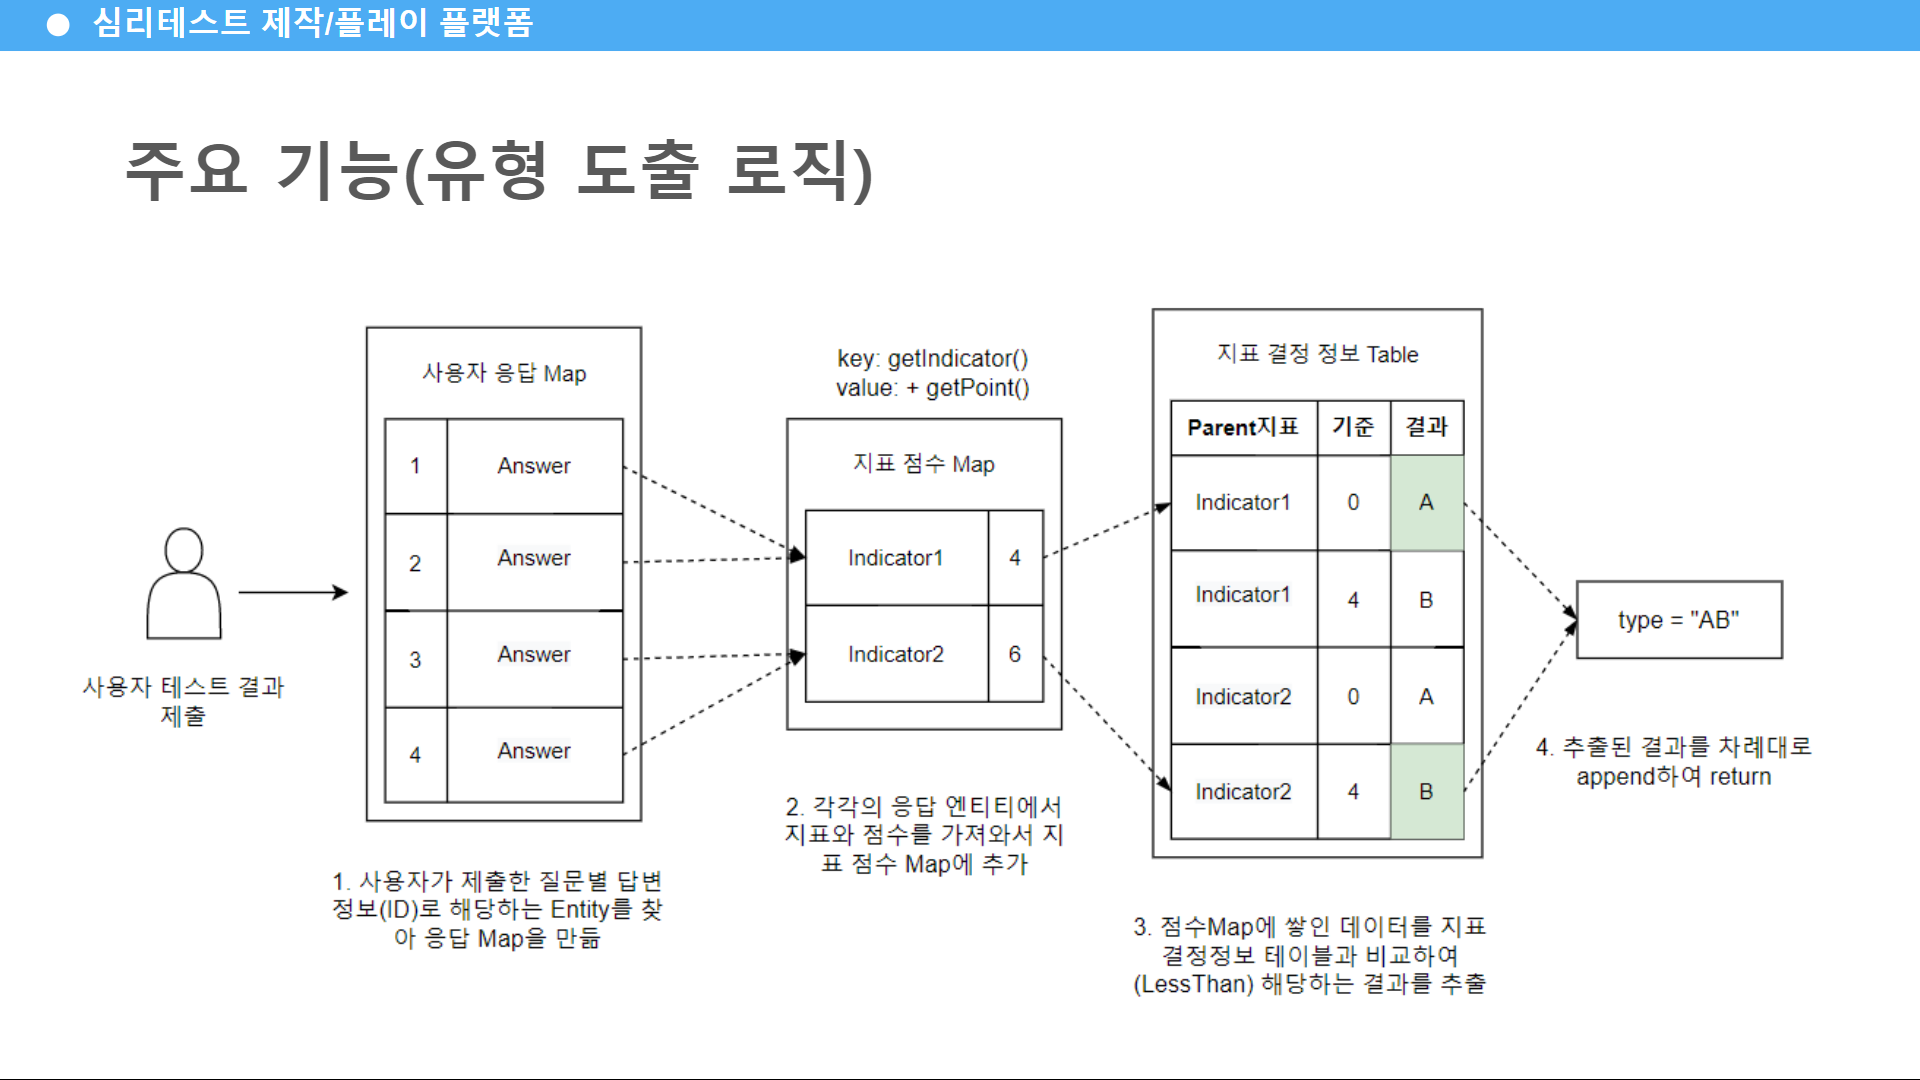 심리테스트 제작/플레이 플랫폼
주요 기능(유형 도출 로직)
사용자 테스트 결과
제출
사용자 응답 Map
1 Answer
2 Answer
3 Answer
4 Answer
1. 사용자가 제출한 질문별 답변
정보(ID)로 해당하는 Entity를 찾
아 응답 Map을 만듦
key: getIndicator()
value: + getPoint()
지표 점수 Map
Indicator1 4
Indicator2 6
2. 각각의 응답 엔티티에서
지표와 점수를 가져와서 지
표 점수 Map에 추가
지표 결정 정보 Table
Parent지표 기준 결과
Indicator1 0 A
Indicator1 4 B
Indicator2 0 A
Indicator2 4 B
3. 점수Map에 쌓인 데이터를 지표
결정정보 테이블과 비교하여
(LessThan) 해당하는 결과를 추출
type = "AB"
4. 추출된 결과를 차례대로
append하여 return